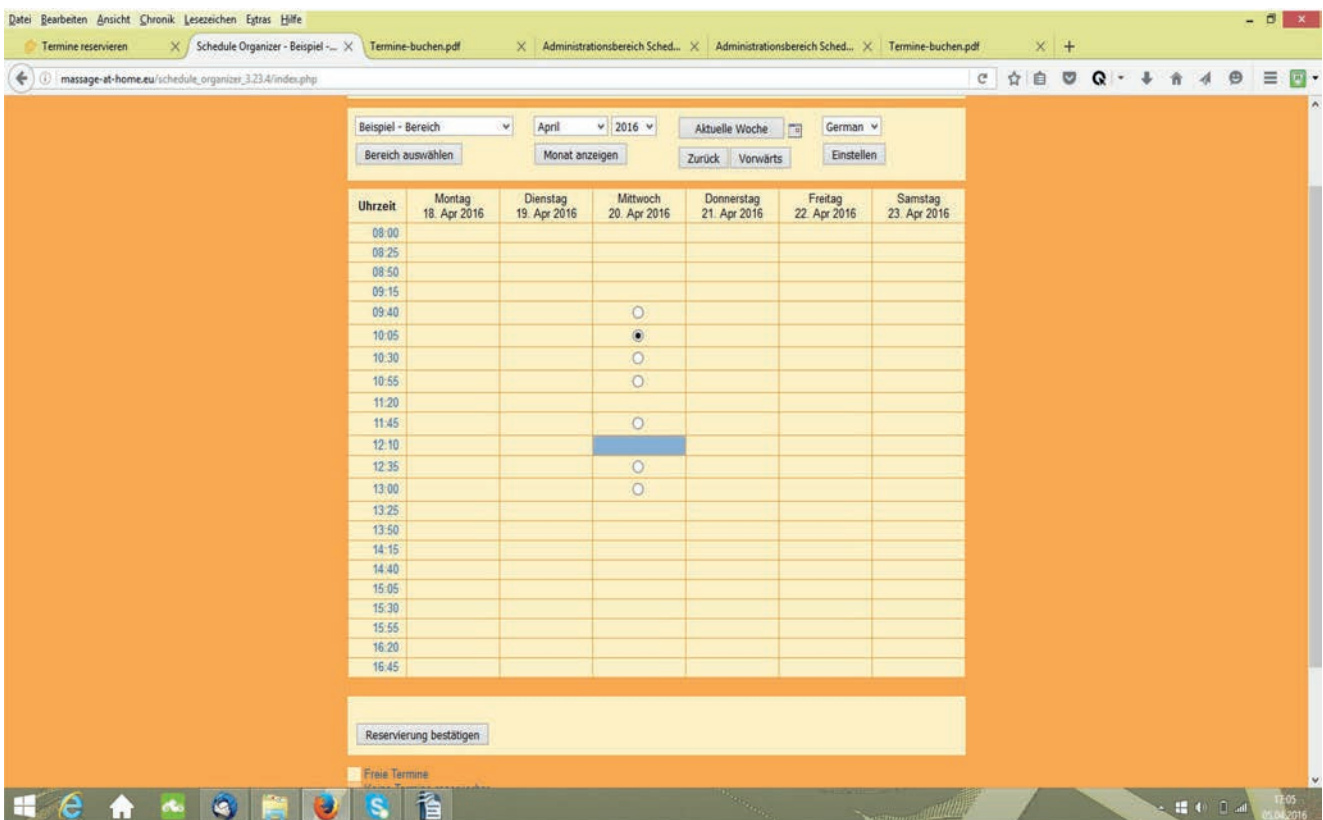 Datei Bearbeiten Ansicht Chronik Lesezeichen Extras Hilfe
Termine reservieren Schedule Organizer - Beispiel -... Termine-buchen.pdf Administrationsbereich Sched... Administrationsbereich Sched... Termine-buchen.pdf
massage-at-home.eu/schedule_organizer_3.23.4/index.php
Beispiel - Bereich April 2016 Aktuelle Woche German
Bereich auswählen Monat anzeigen Zurück Vorwärts Einstellen
Uhrzeit Montag Dienstag Mittwoch Donnerstag Freitag Samstag
18. Apr 2016 19. Apr 2016 20. Apr 2016 21. Apr 2016 22. Apr 2016 23. Apr 2016
08:00
08:25
08:50
09:15
09:40
10:05
10:30
10:55
11:20
11:45
12:10
12:35
13:00
13:25
13:50
14:15
14:40
15:05
15:30
15:55
16:20
16:45
Reservierung bestätigen
Freie Termine
17:05
05.04.2016